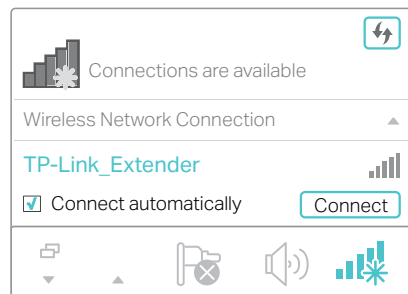 Connections are available
Wireless Network Connection
TP-Link_Extender
Connect automatically
Connect